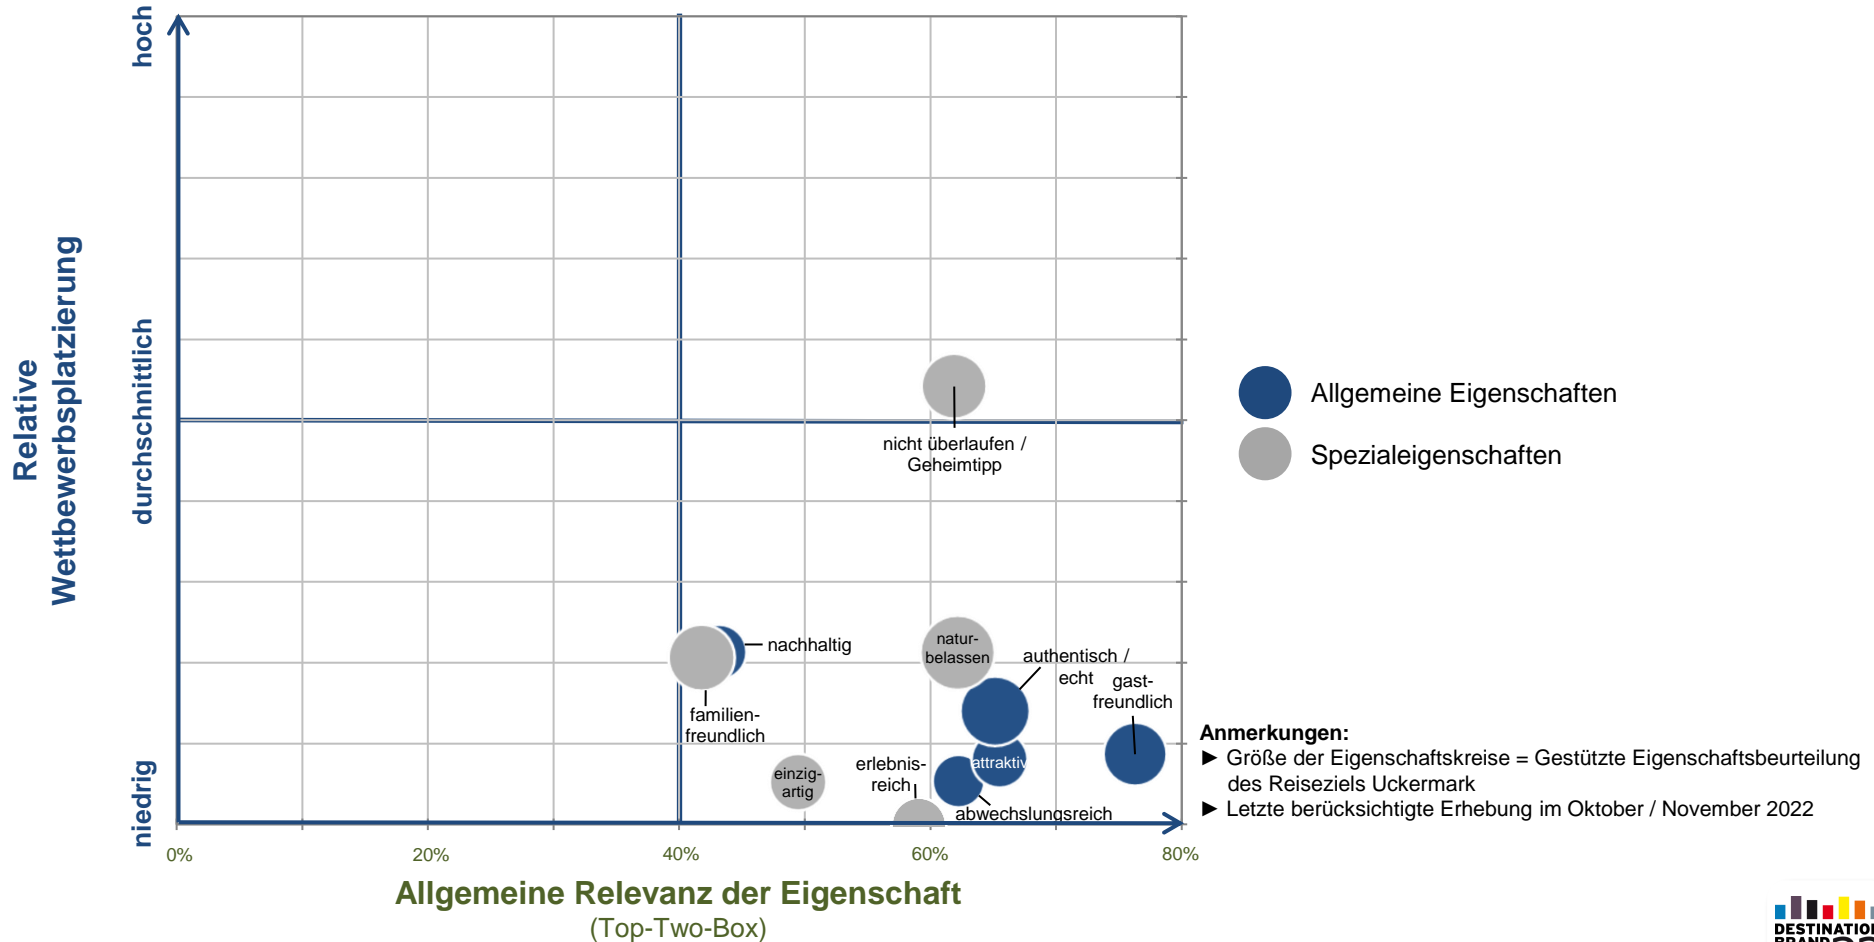 hoch
durchschnittlich
niedrig
Relative
Wettbewerbsplatzierung
nicht überlaufen /
Geheimtipp
nachhaltig
familien-
freundlich
natur-
belassen
authentisch /
echt
gast-
freundlich
einzig-
artig
erlebnis-
reich
attraktiv
abwechslungsreich
0%
20%
40%
60%
80%
Allgemeine Relevanz der Eigenschaft
(Top-Two-Box)
Allgemeine Eigenschaften
Spezialeigenschaften
Anmerkungen:
► Größe der Eigenschaftskreise = Gestützte Eigenschaftsbeurteilung
des Reiseziels Uckermark
► Letzte berücksichtigte Erhebung im Oktober / November 2022
DESTINATION
BRAND